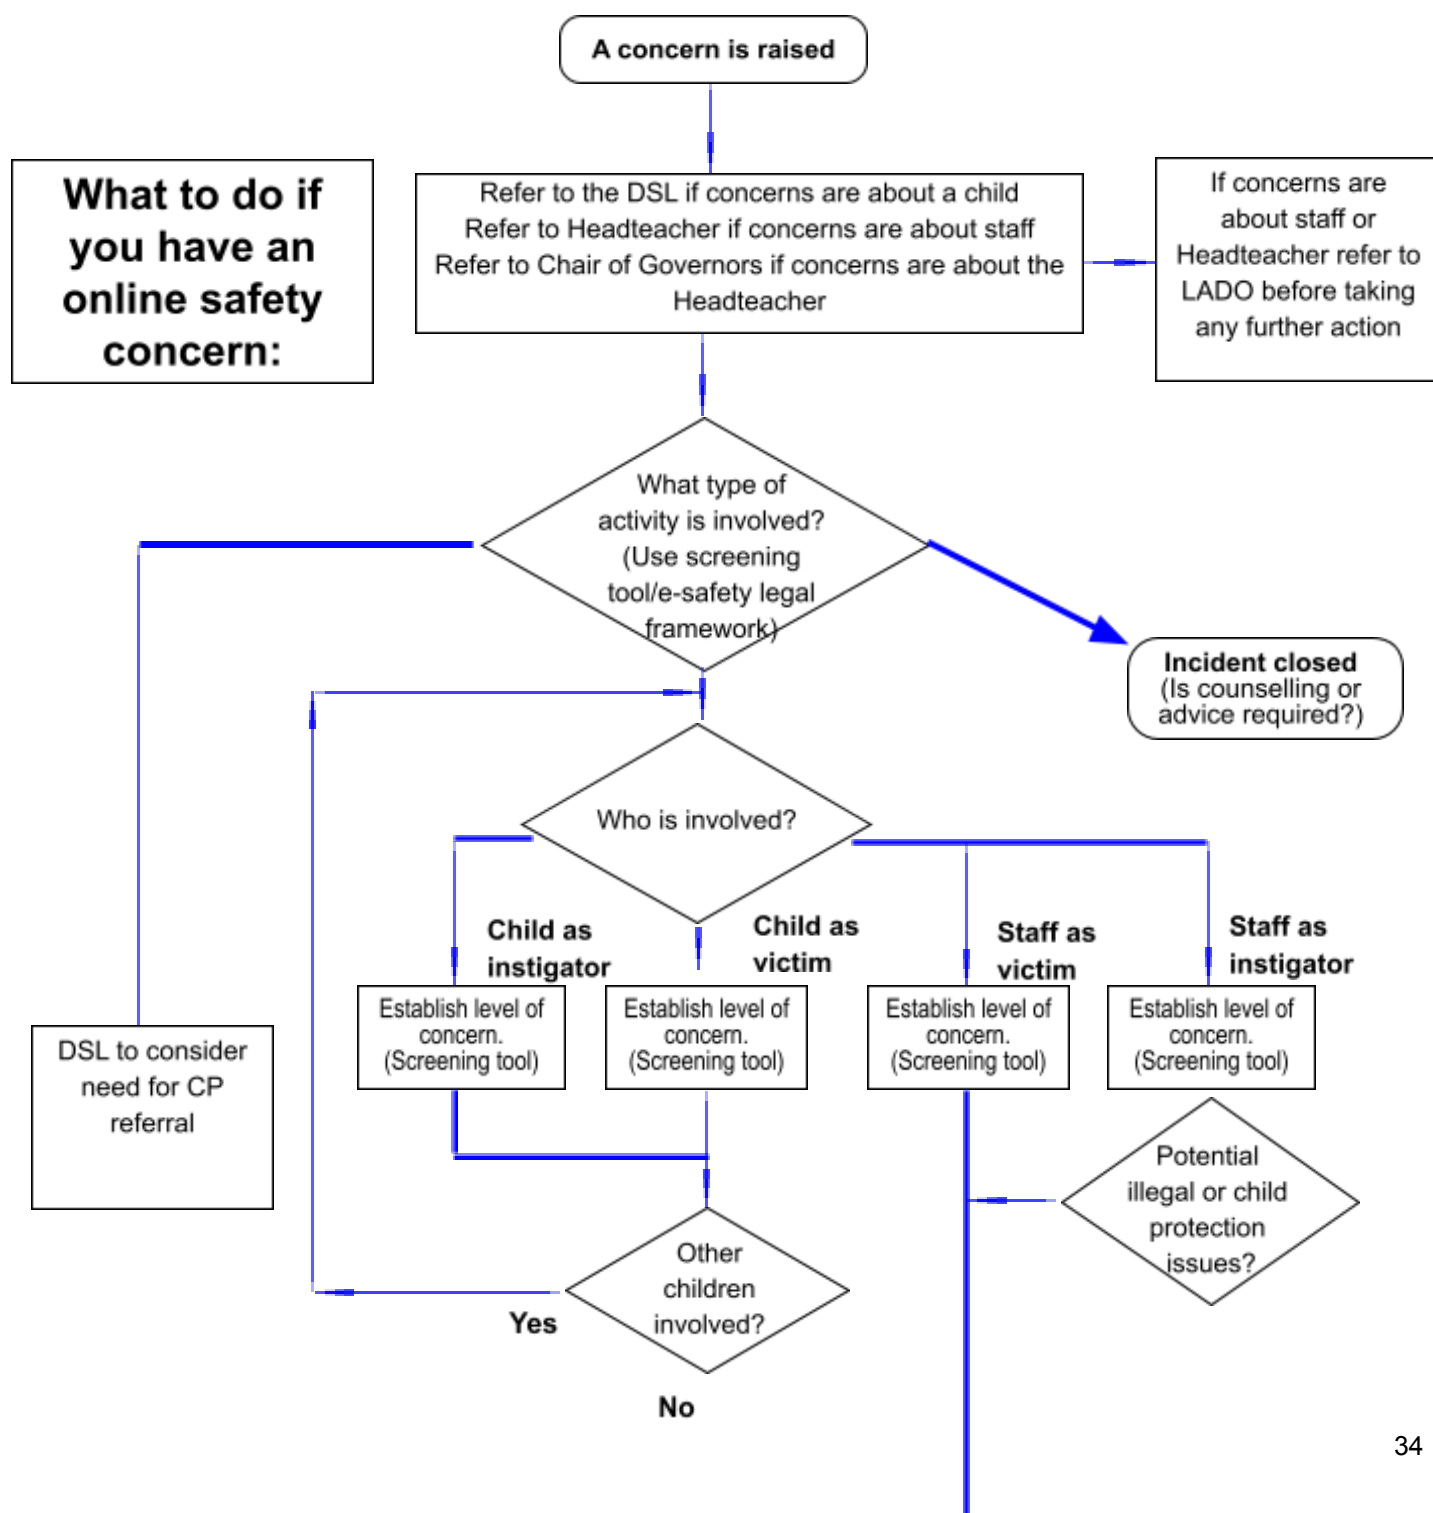 A concern is raised
What to do if
you have an
online safety
concern:
Refer to the DSL if concerns are about a child
Refer to Headteacher if concerns are about staff
Refer to Chair of Governors if concerns are about the
Headteacher
If concerns are
about staff or
Headteacher refer to
LADO before taking
any further action
What type of
activity is involved?
(Use screening
tool/e-safety legal
framework)
Incident closed
(Is counselling or
advice required?)
Who is involved?
Child as
instigator
Child as
victim
Staff as
victim
Staff as
instigator
Establish level of
concern.
(Screening tool)
Establish level of
concern.
(Screening tool)
Establish level of
concern.
(Screening tool)
Establish level of
concern.
(Screening tool)
DSL to consider
need for CP
referral
Potential
illegal or child
protection
issues?
Other
children
involved?
Yes
No
34